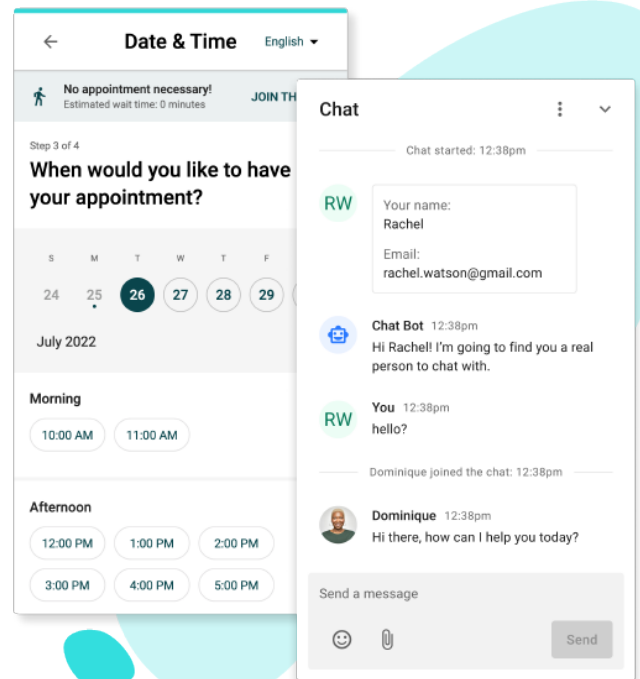 Date & Time
English
No appointment necessary!
Estimated wait time: 0 minutes
JOIN TH
Step 3 of 4
When would you like to have
your appointment?
S M T W T F
24 25 26 27 28 29
July 2022
Morning
10:00 AM 11:00 AM
Afternoon
12:00 PM 1:00 PM 2:00 PM
3:00 PM 4:00 PM 5:00 PM
Chat
Chat started: 12:38pm
RW
Your name:
Rachel
Email:
rachel.watson@gmail.com
Chat Bot 12:38pm
Hi Rachel! I'm going to find you a real
person to chat with.
RW
You 12:38pm
hello?
Dominique joined the chat: 12:38pm
Dominique 12:38pm
Hi there, how can I help you today?
Send a message
Send